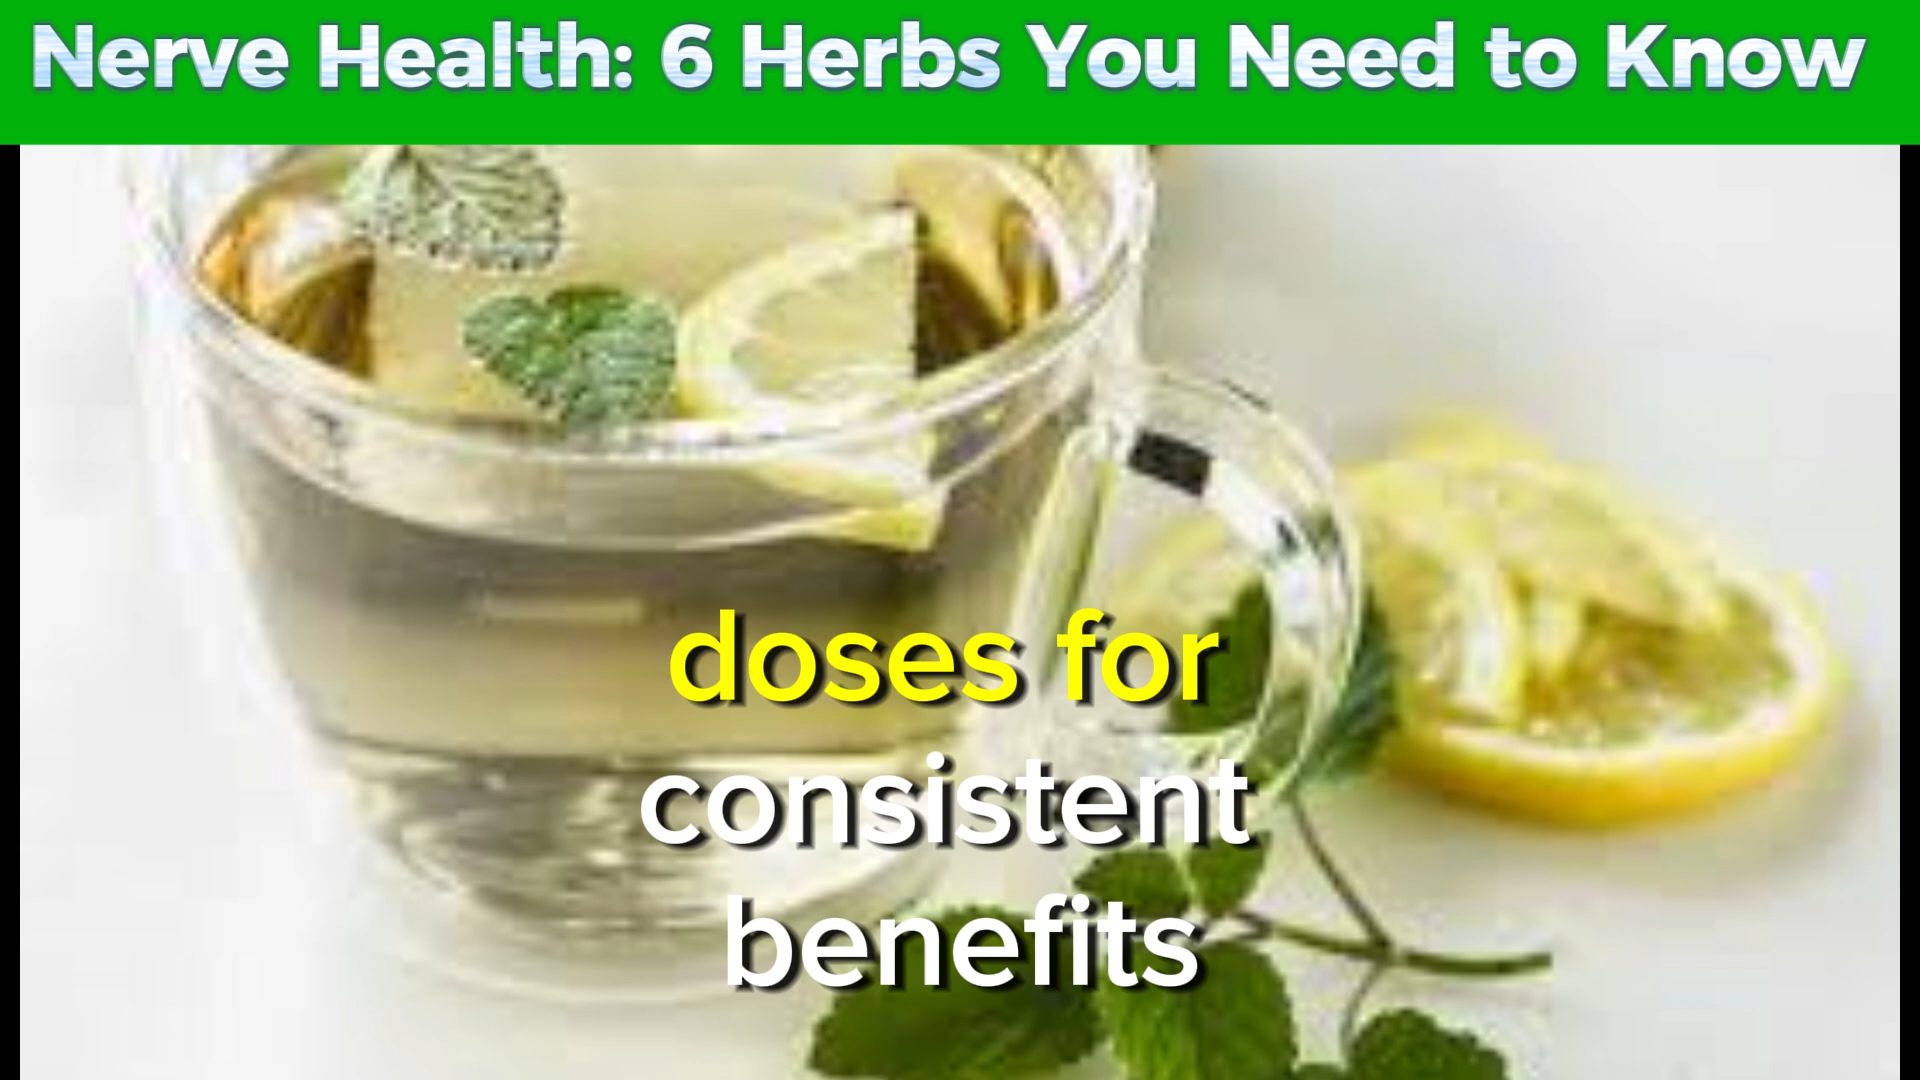 Nerve Health: 6 Herbs You Need to Know
doses for
consistent
benefits